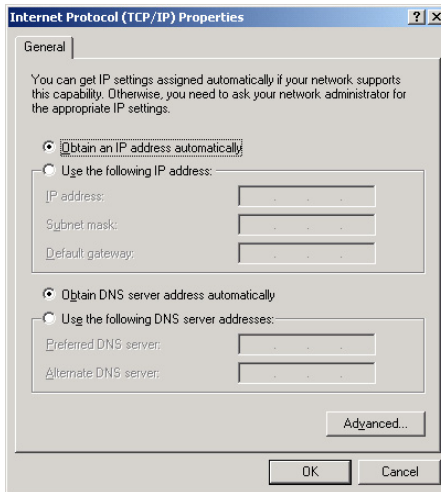 Internet Protocol (TCP/IP) Properties
General
You can get IP settings assigned automatically if your network supports
this capability. Otherwise, you need to ask your network administrator for
the appropriate IP settings.
Obtain an IP address automatically
Use the following IP address:
IP address:
Subnet mask:
Default gateway:
Obtain DNS server address automatically
Use the following DNS server addresses:
Preferred DNS server:
Alternate DNS server:
Advanced...
OK Cancel